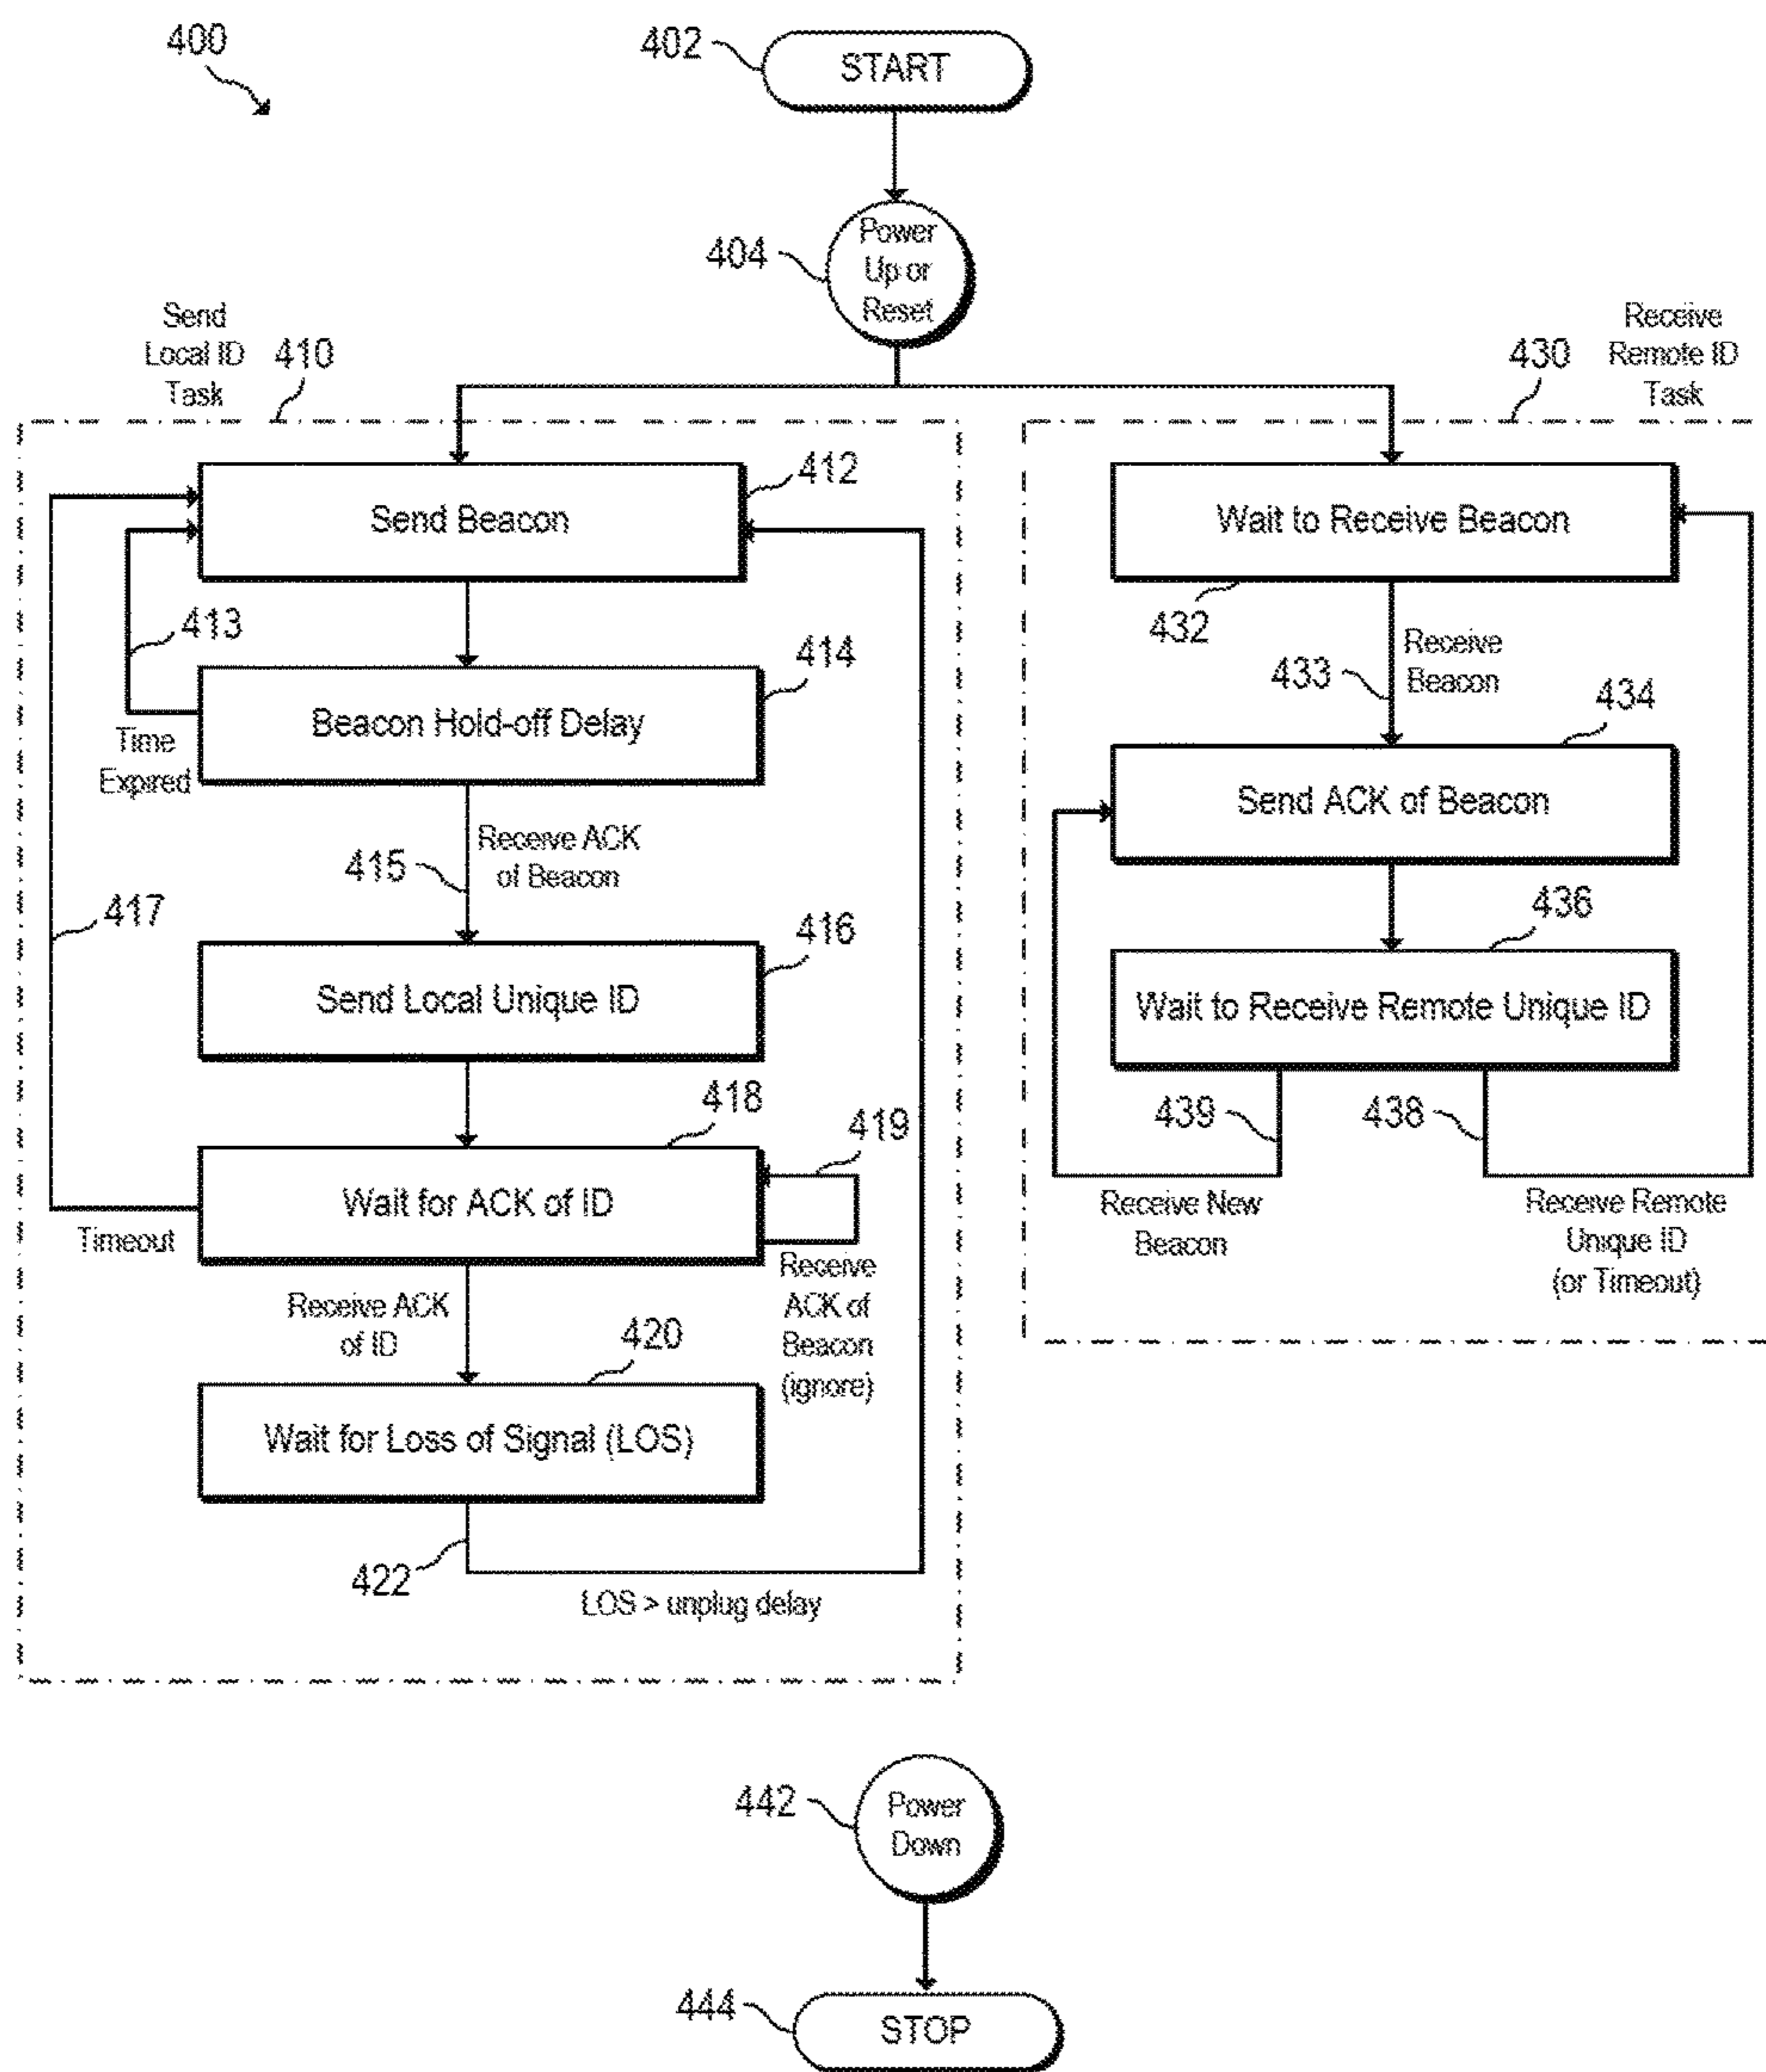 400
402
START
404
Power
Up or
Reset
Send
Local ID
Task
410
430
Receive
Remote ID
Task
412
Send Beacon
413
414
Beacon Hold-off Delay
Time
Expired
415
Receive ACK
of Beacon
417
416
Send Local Unique ID
418
419
Wait for ACK of ID
Timeout
Receive
ACK of
Beacon
(ignore)
Receive ACK
of ID
420
Wait for Loss of Signal (LOS)
422
LOS > unplug delay
Wait to Receive Beacon
432
433
Receive
Beacon
434
Send ACK of Beacon
436
Wait to Receive Remote Unique ID
439
438
Receive New
Beacon
Receive Remote
Unique ID
(or Timeout)
442
Power
Down
444
STOP